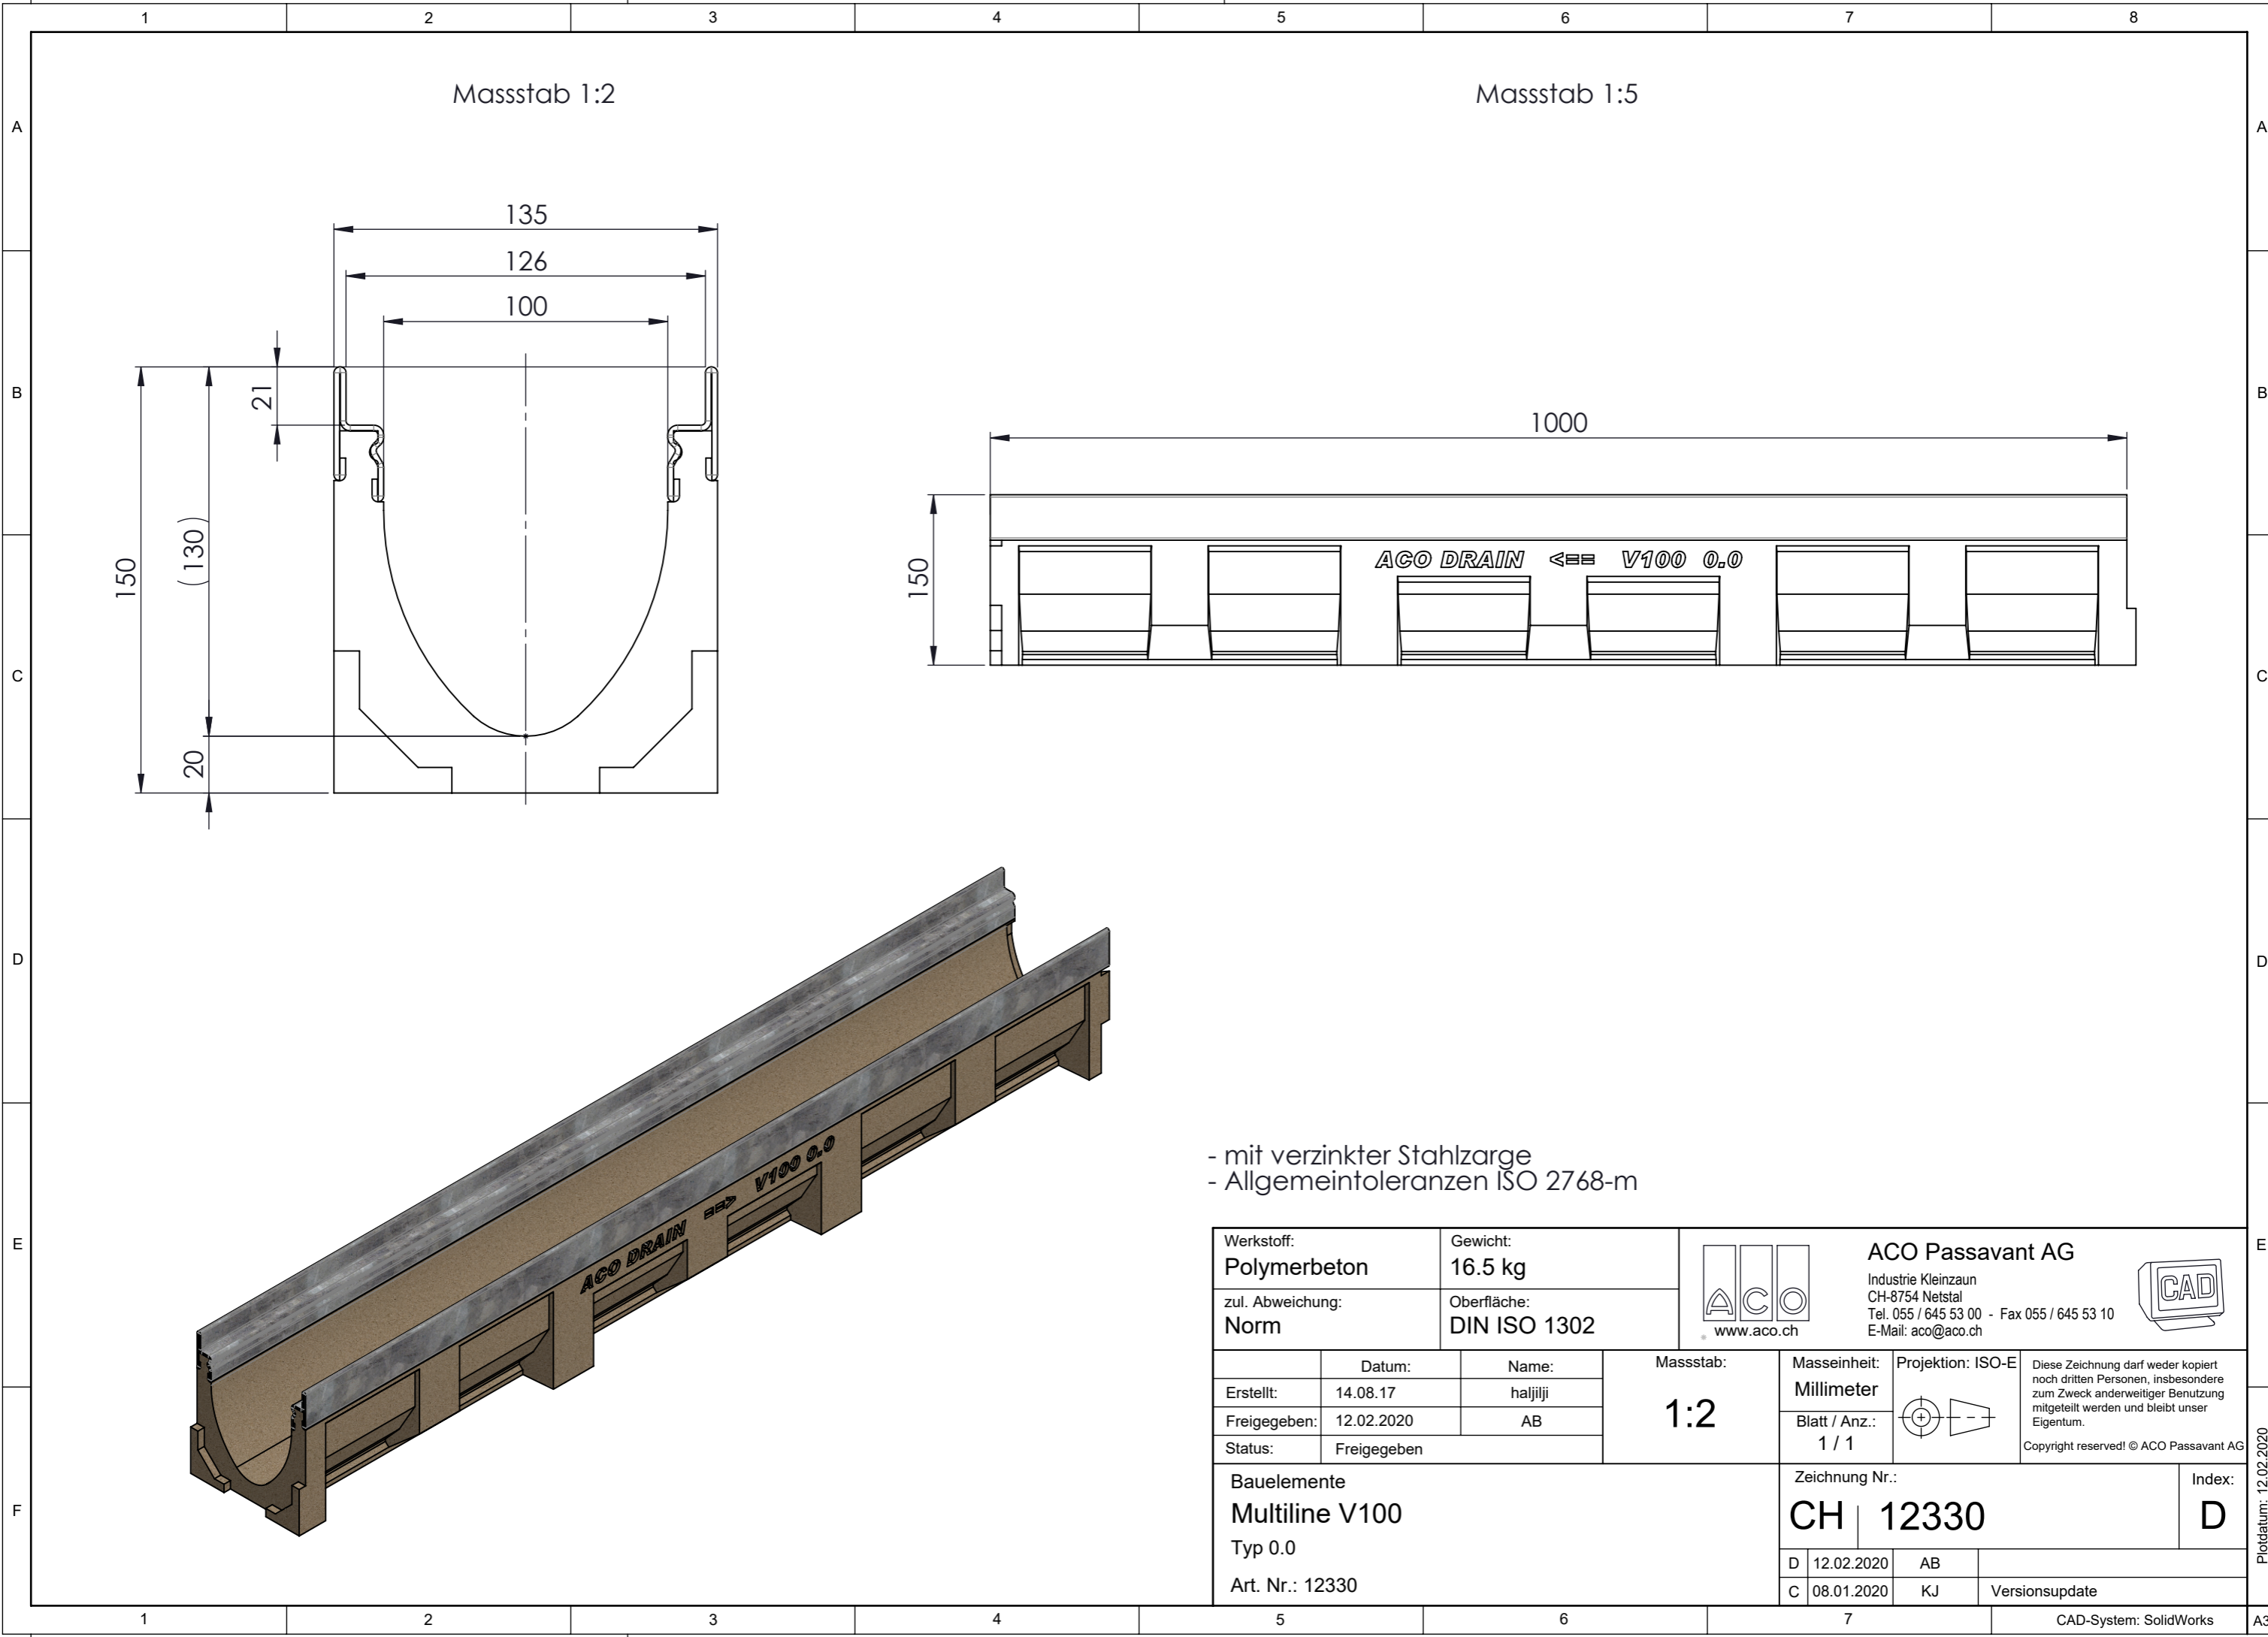 1 2 3 4 5 6 7 8
Massstab 1:2
Massstab 1:5
A
A
135
126
100
21
150
(130)
20
B
B
1000
150
ACO DRAIN <== V100 0.0
C
C
D
D
ACO DRAIN ==> V100 0.0
- mit verzinkter Stahlzarge
- Allgemeintoleranzen ISO 2768-m
E
E
Werkstoff:
Polymerbeton
Gewicht:
16.5 kg
zul. Abweichung:
Norm
Oberfläche:
DIN ISO 1302
ACO
www.aco.ch
ACO Passavant AG
Industrie Kleinzaun
CH-8754 Netstal
Tel. 055 / 645 53 00 - Fax 055 / 645 53 10
E-Mail: aco@aco.ch
CAD
Datum: Name:
Erstellt: 14.08.17 haljilji
Freigegeben: 12.02.2020 AB
Status: Freigegeben
Massstab:
1:2
Masseinheit:
Millimeter
Blatt / Anz.:
1 / 1
Projektion: ISO-E
Diese Zeichnung darf weder kopiert
noch dritten Personen, insbesondere
zum Zweck anderweitiger Benutzung
mitgeteilt werden und bleibt unser
Eigentum.
Copyright reserved! © ACO Passavant AG
F
Bauelemente
Multiline V100
Typ 0.0
Art. Nr.: 12330
Zeichnung Nr.:
CH 12330
Index:
D
D 12.02.2020 AB
C 08.01.2020 KJ Versionsupdate
Plotdatum: 12.02.2020
1 2 3 4 5 6 7
CAD-System: SolidWorks
A3